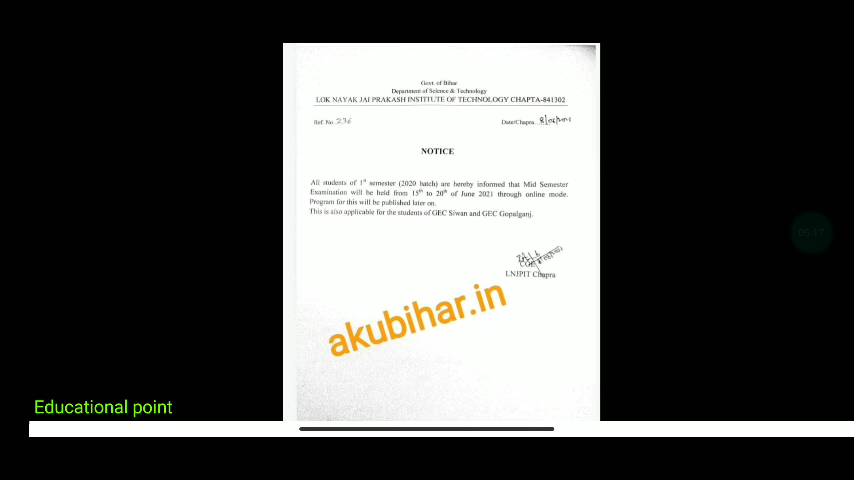 Govt. of Bihar
Department of Science & Technology
LOK NAYAK JAI PRAKASH INSTITUTE OF TECHNOLOGY CHAPTA-841302
Ref. No. 236
Date/Chapra
NOTICE
All students of 1st semester (2020 batch) are hereby informed that Mid Semester
Examination will be held from 15th to 20th of June 2021 through online mode.
Program for this will be published later on.
This is also applicable for the students of GEC Siwan and GEC Gopalganj.
LNJPIT Chapra
akubihar.in
05:17
Educational point